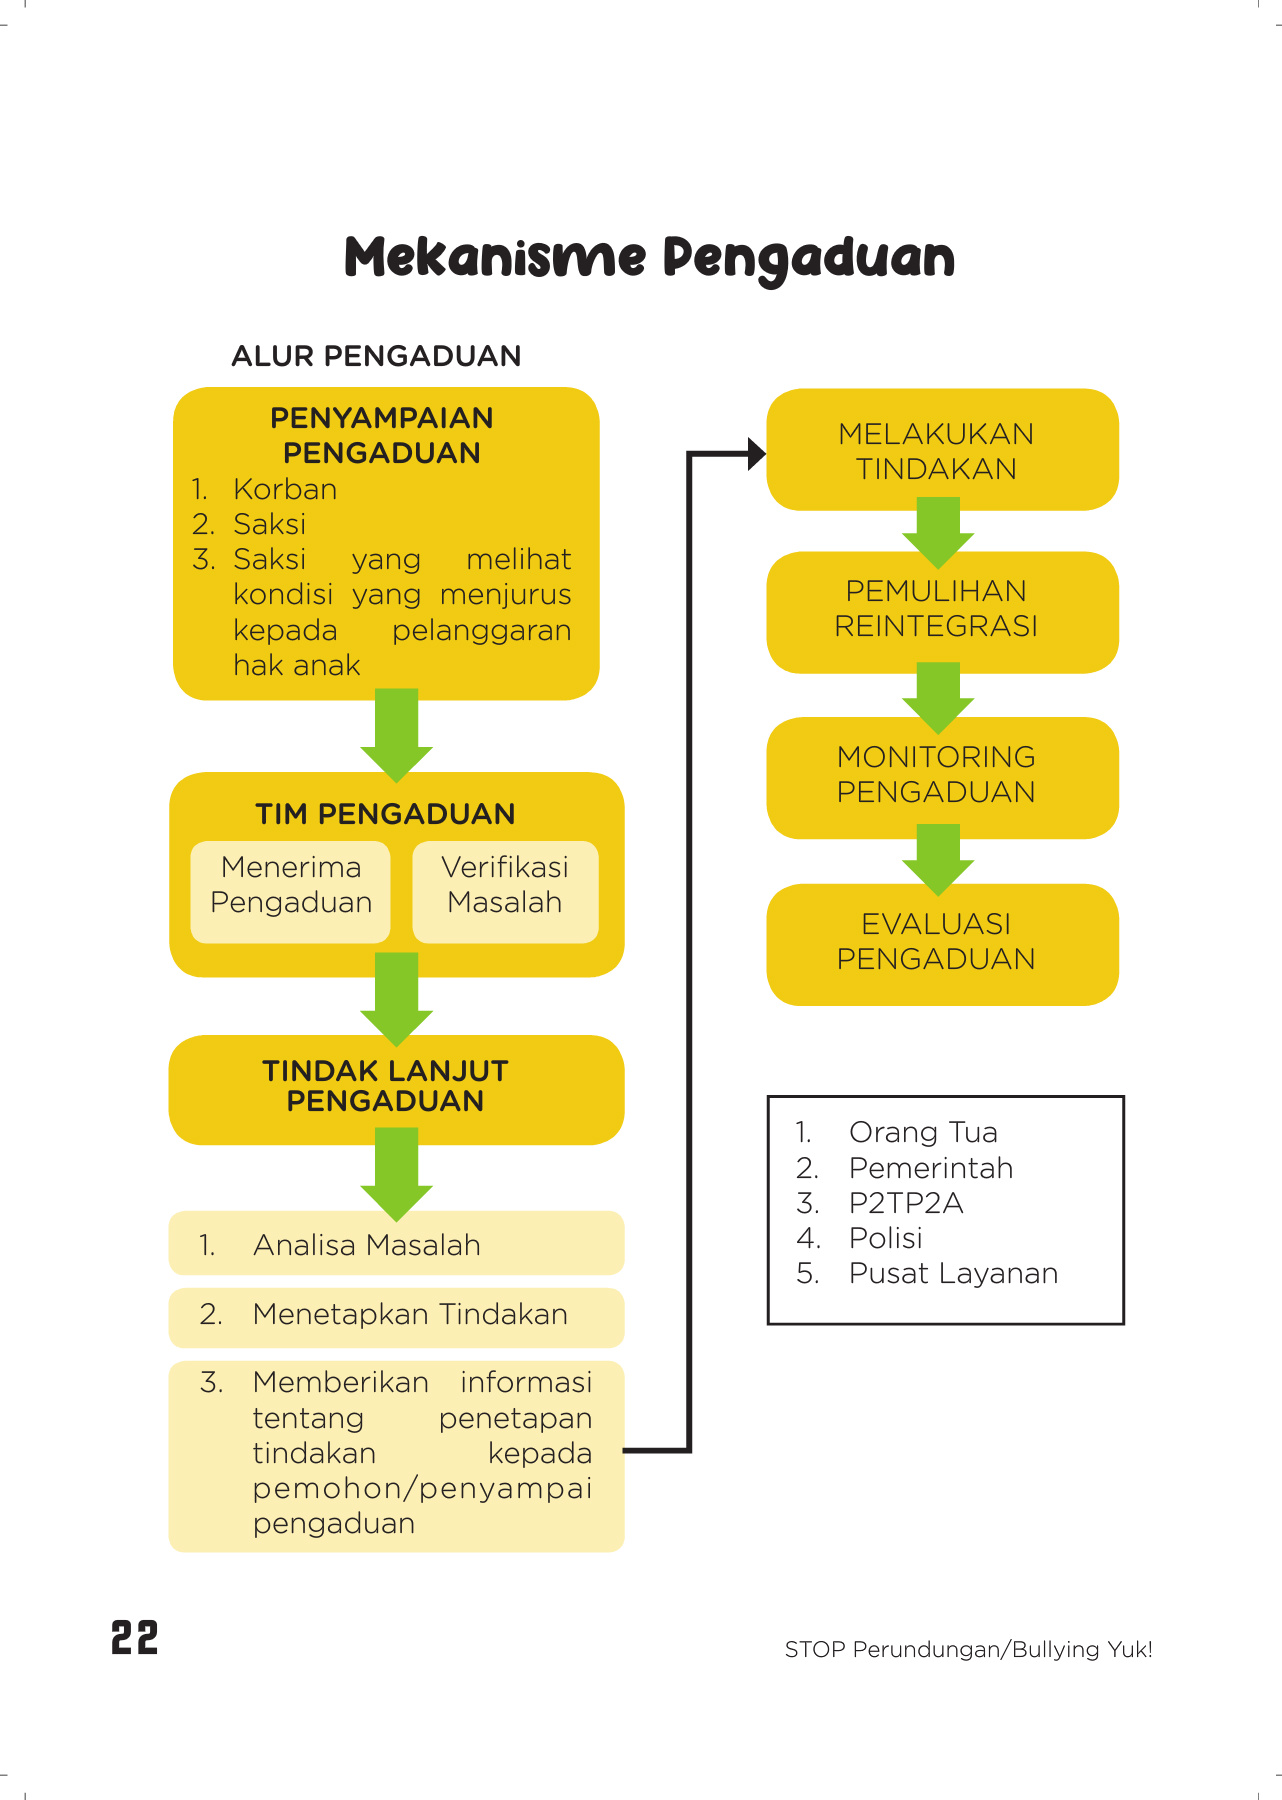 Mekanisme Pengaduan
ALUR PENGADUAN
PENYAMPAIAN
PENGADUAN
1. Korban
2. Saksi
3. Saksi yang melihat
kondisi yang menjurus
kepada pelanggaran
hak anak
TIM PENGADUAN
Menerima
Pengaduan
Verifikasi
Masalah
TINDAK LANJUT
PENGADUAN
1. Analisa Masalah
2. Menetapkan Tindakan
3. Memberikan informasi
tentang penetapan
tindakan kepada
pemohon/penyampai
pengaduan
MELAKUKAN
TINDAKAN
PEMULIHAN
REINTEGRASI
MONITORING
PENGADUAN
EVALUASI
PENGADUAN
1. Orang Tua
2. Pemerintah
3. P2TP2A
4. Polisi
5. Pusat Layanan
22
STOP Perundungan/Bullying Yuk!